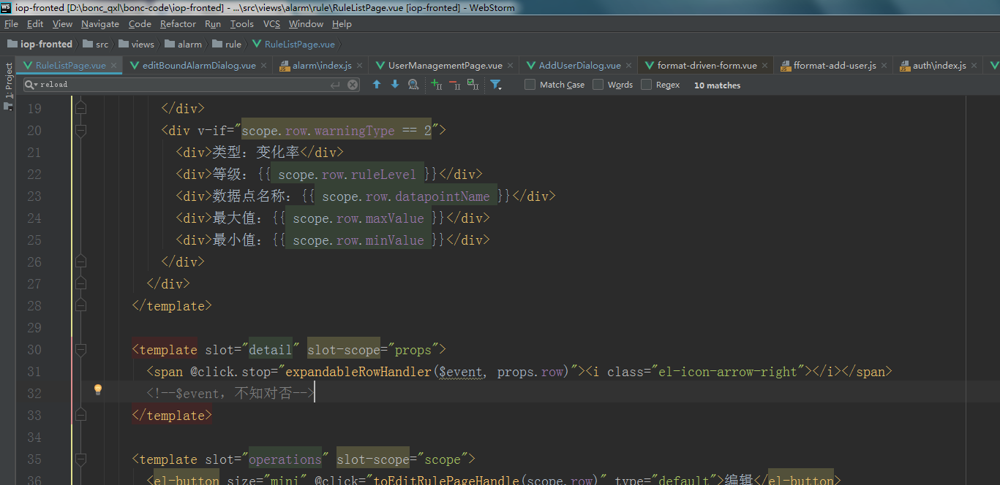 WS iop-fronted [D:\bonc_qxl\bonc-code\iop-fronted] - ...\src\views\alarm\rule\RuleListPage.vue [iop-fronted] - WebStorm
File Edit View Navigate Code Refactor Run Tools VCS Window Help
iop-fronted src views alarm rule RuleListPage.vue
1: Project
RuleListPage.vue editBoundAlarmDialog.vue alarm\index.js UserManagementPage.vue AddUserDialog.vue format-driven-form.vue fformat-add-user.js auth\index.js
reload Match Case Words Regex 10 matches
19 </div>
20 <div v-if="scope.row.warningType == 2">
21 <div>类型：变化率</div>
22 <div>等级：{{ scope.row.ruleLevel }}</div>
23 <div>数据点名称：{{ scope.row.datapointName }}</div>
24 <div>最大值：{{ scope.row.maxValue }}</div>
25 <div>最小值：{{ scope.row.minValue }}</div>
26 </div>
27 </div>
28 </template>
29
30 <template slot="detail" slot-scope="props">
31 <span @click.stop="expandableRowHandler($event, props.row)"><i class="el-icon-arrow-right"></i></span>
32 <!--$event，不知对否-->
33 </template>
34
35 <template slot="operations" slot-scope="scope">
36 <el-button size="mini" @click="toEditRulePageHandle(scope.row)" type="default">编辑</el-button>